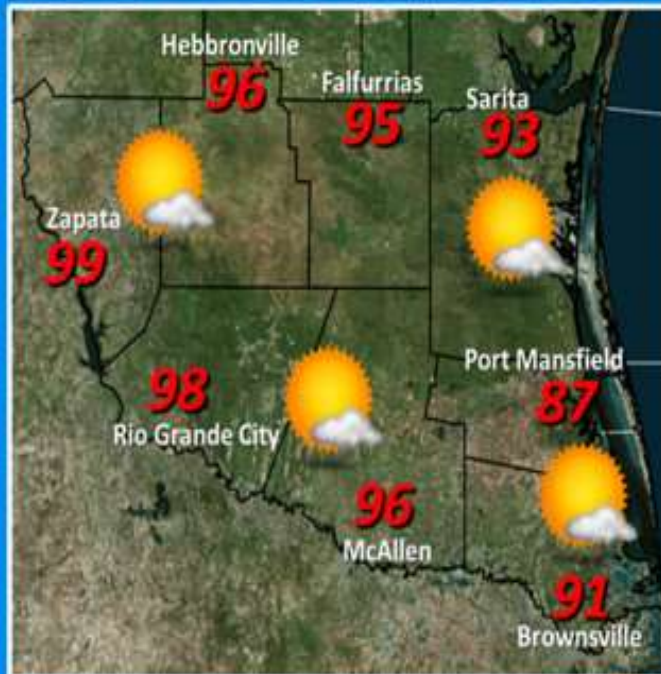 Hebbronville
96
Falfurrias
95
Sarita
93
Zapata
99
Port Mansfield
87
98
Rio Grande City
96
McAllen
91
Brownsville